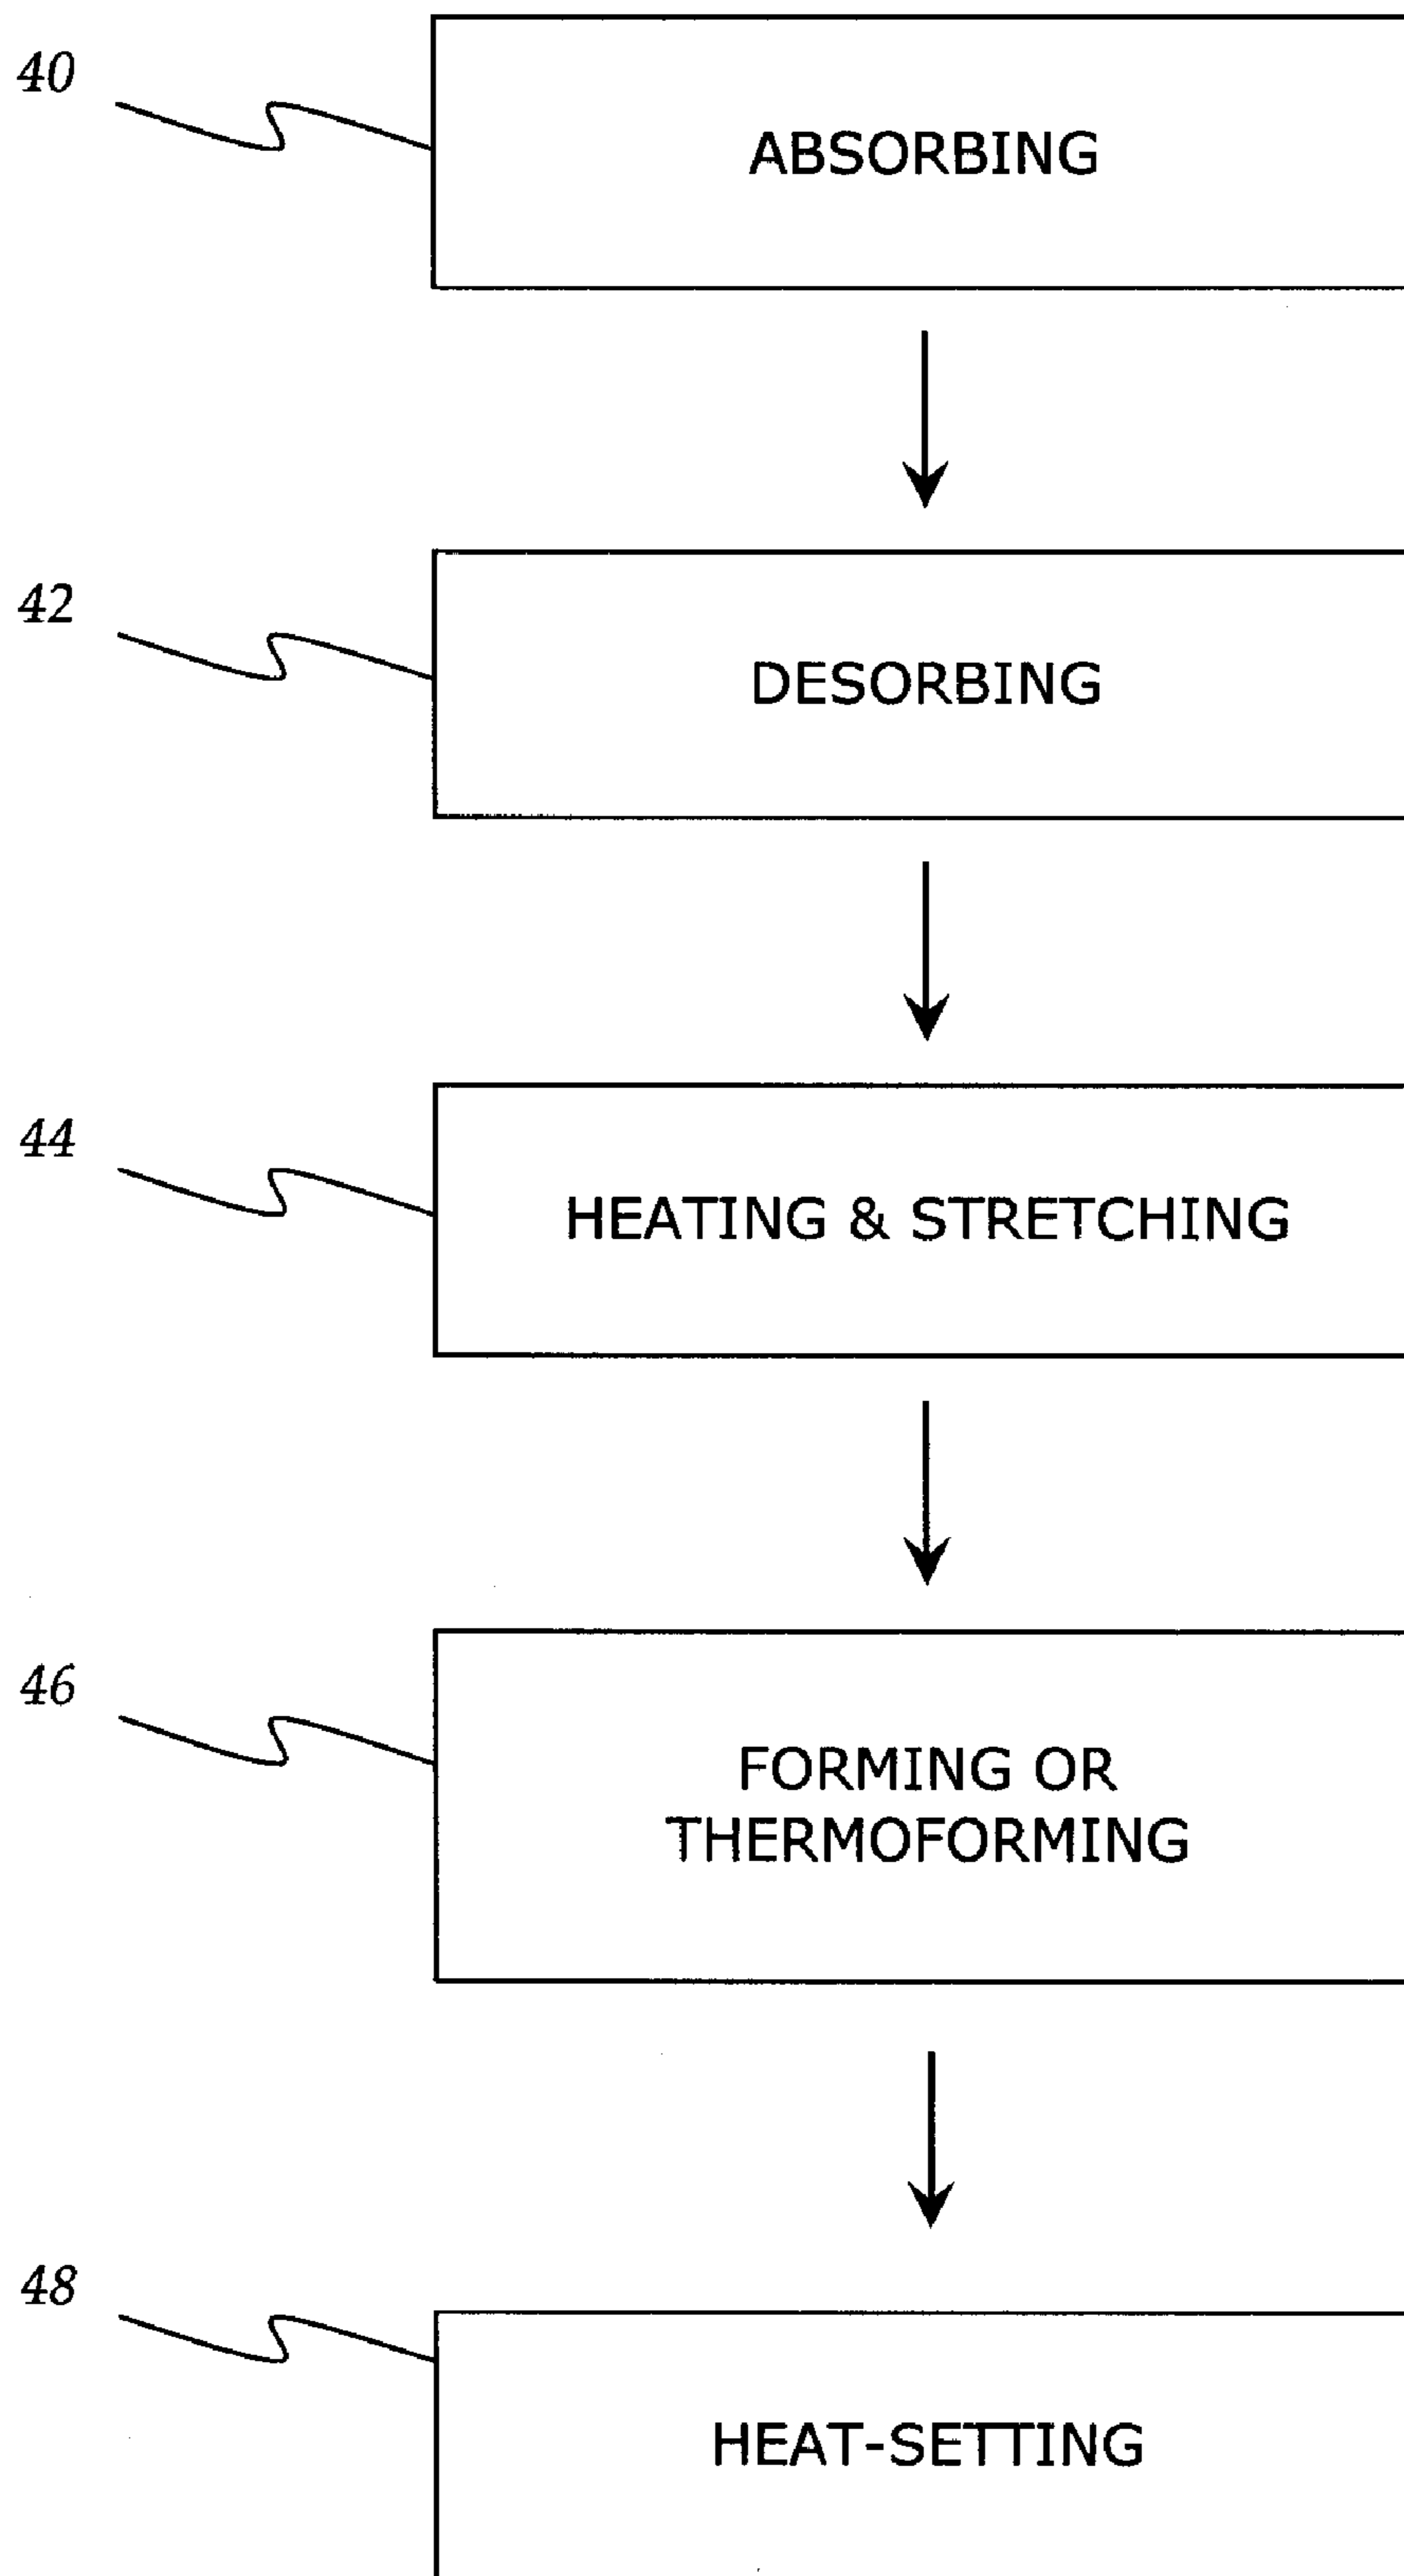 40
ABSORBING
42
DESORBING
44
HEATING & STRETCHING
46
FORMING OR
THERMOFORMING
48
HEAT-SETTING